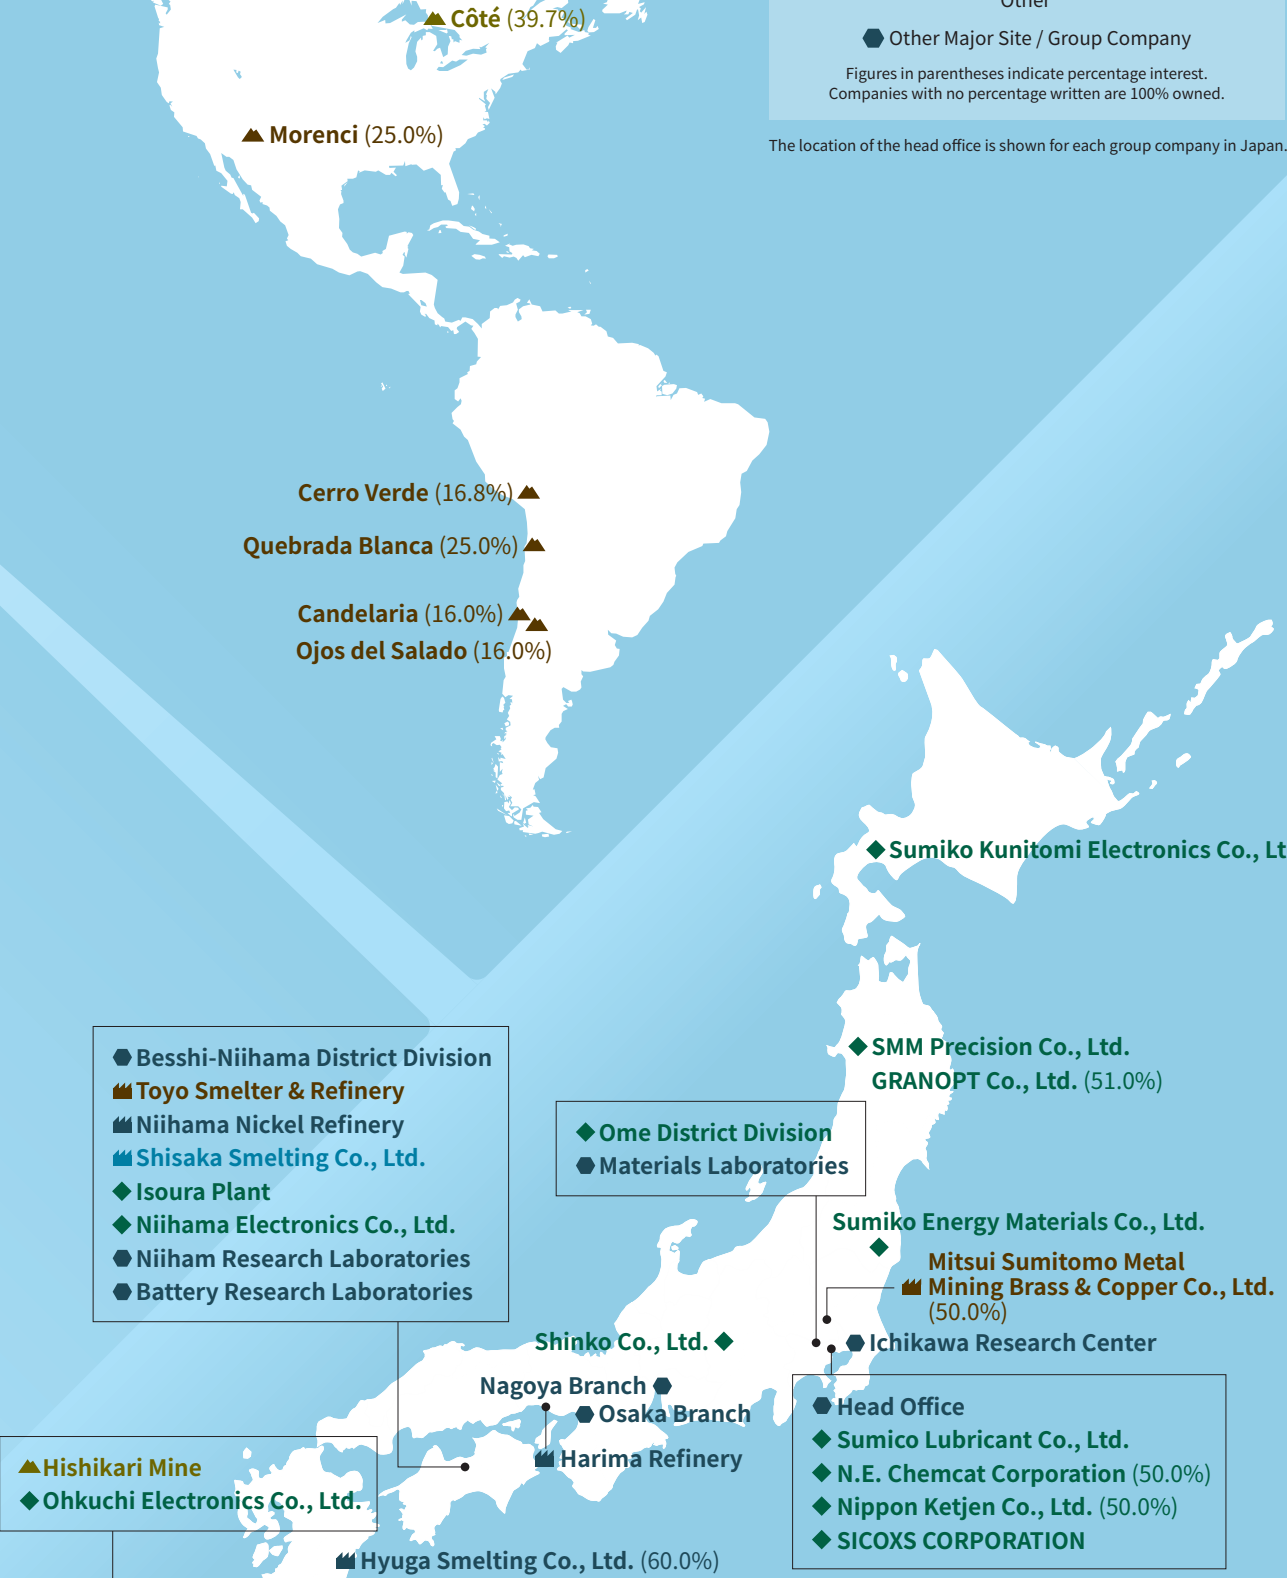 Other
Other Major Site / Group Company
Figures in parentheses indicate percentage interest.
Companies with no percentage written are 100% owned.
The location of the head office is shown for each group company in Japan.
Côté (39.7%)
Morenci (25.0%)
Cerro Verde (16.8%)
Quebrada Blanca (25.0%)
Candelaria (16.0%)
Ojos del Salado (16.0%)
Sumiko Kunitomi Electronics Co., Lt
SMM Precision Co., Ltd.
GRANOPT Co., Ltd. (51.0%)
Besshi-Niihama District Division
Toyo Smelter & Refinery
Niihama Nickel Refinery
Shisaka Smelting Co., Ltd.
Isoura Plant
Niihama Electronics Co., Ltd.
Niiham Research Laboratories
Battery Research Laboratories
Ome District Division
Materials Laboratories
Sumiko Energy Materials Co., Ltd.
Mitsui Sumitomo Metal
Mining Brass & Copper Co., Ltd.
(50.0%)
Shinko Co., Ltd.
Ichikawa Research Center
Nagoya Branch
Osaka Branch
Harima Refinery
Head Office
Sumico Lubricant Co., Ltd.
N.E. Chemcat Corporation (50.0%)
Nippon Ketjen Co., Ltd. (50.0%)
SICOXS CORPORATION
Hishikari Mine
Ohkuchi Electronics Co., Ltd.
Hyuga Smelting Co., Ltd. (60.0%)